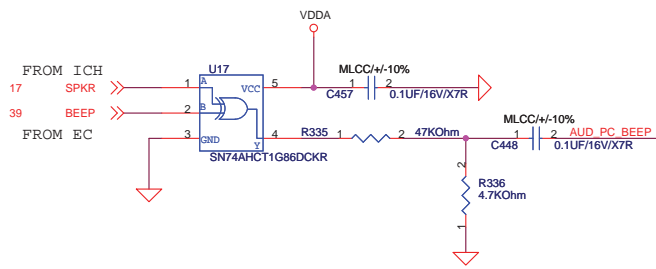 VDDA
FROM ICH
U17
MLCC/+/-10%
17 SPKR 1 A VCC 5 C457 1 2 0.1UF/16V/X7R
39 BEEP 2 B
FROM EC
3 GND Y 4 R335 1 2 47KOhm
SN74AHCT1G86DCKR
MLCC/+/-10%
C448 1 2 AUD_PC_BEEP
0.1UF/16V/X7R
2
R336
4.7KOhm
1